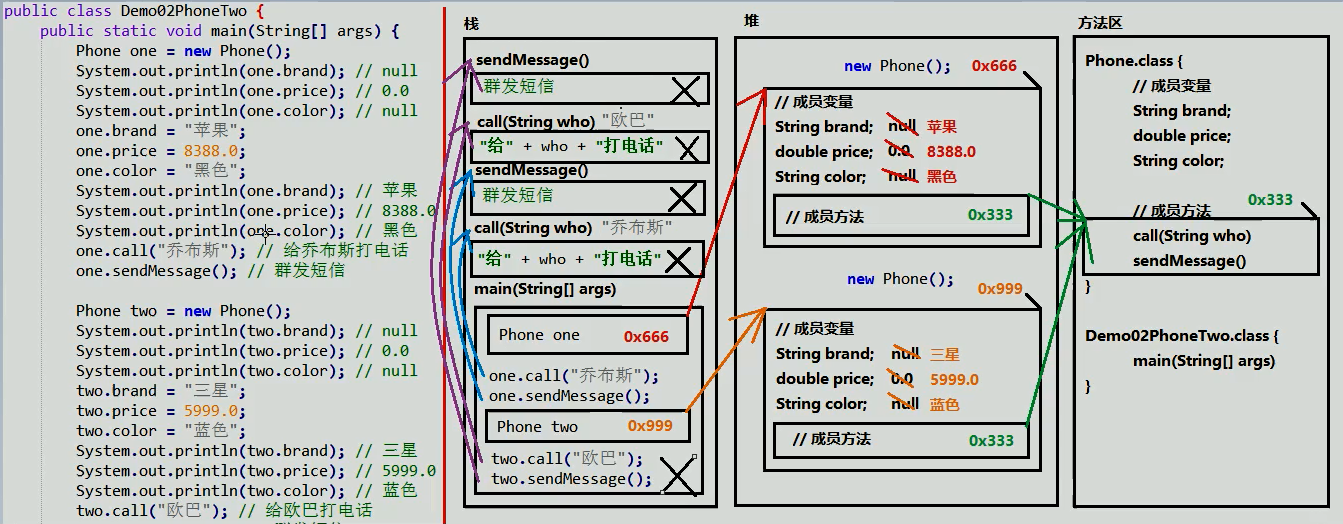 public class Demo02PhoneTwo {
public static void main(String[] args) {
Phone one = new Phone();
System.out.println(one.brand); // null
System.out.println(one.price); // 0.0
System.out.println(one.color); // null
one.brand = "苹果";
one.price = 8388.0;
one.color = "黑色";
System.out.println(one.brand); // 苹果
System.out.println(one.price); // 8388.0
System.out.println(one.color); // 黑色
one.call("乔布斯"); // 给乔布斯打电话
one.sendMessage(); // 群发短信
Phone two = new Phone();
System.out.println(two.brand); // null
System.out.println(two.price); // 0.0
System.out.println(two.color); // null
two.brand = "三星";
two.price = 5999.0;
two.color = "蓝色";
System.out.println(two.brand); // 三星
System.out.println(two.price); // 5999.0
System.out.println(two.color); // 蓝色
two.call("欧巴"); // 给欧巴打电话
栈
sendMessage()
群发短信
call(String who) "欧巴"
"给" + who + "打电话"
sendMessage()
群发短信
call(String who) "乔布斯"
"给" + who + "打电话"
main(String[] args)
Phone one 0x666
one.call("乔布斯");
one.sendMessage();
Phone two 0x999
two.call("欧巴");
two.sendMessage();
堆
new Phone(); 0x666
// 成员变量
String brand; null 苹果
double price; 0.0 8388.0
String color; null 黑色
// 成员方法 0x333
new Phone(); 0x999
// 成员变量
String brand; null 三星
double price; 0.0 5999.0
String color; null 蓝色
// 成员方法 0x333
方法区
Phone.class {
// 成员变量
String brand;
double price;
String color;
// 成员方法 0x333
call(String who)
sendMessage()
}
Demo02PhoneTwo.class {
main(String[] args)
}